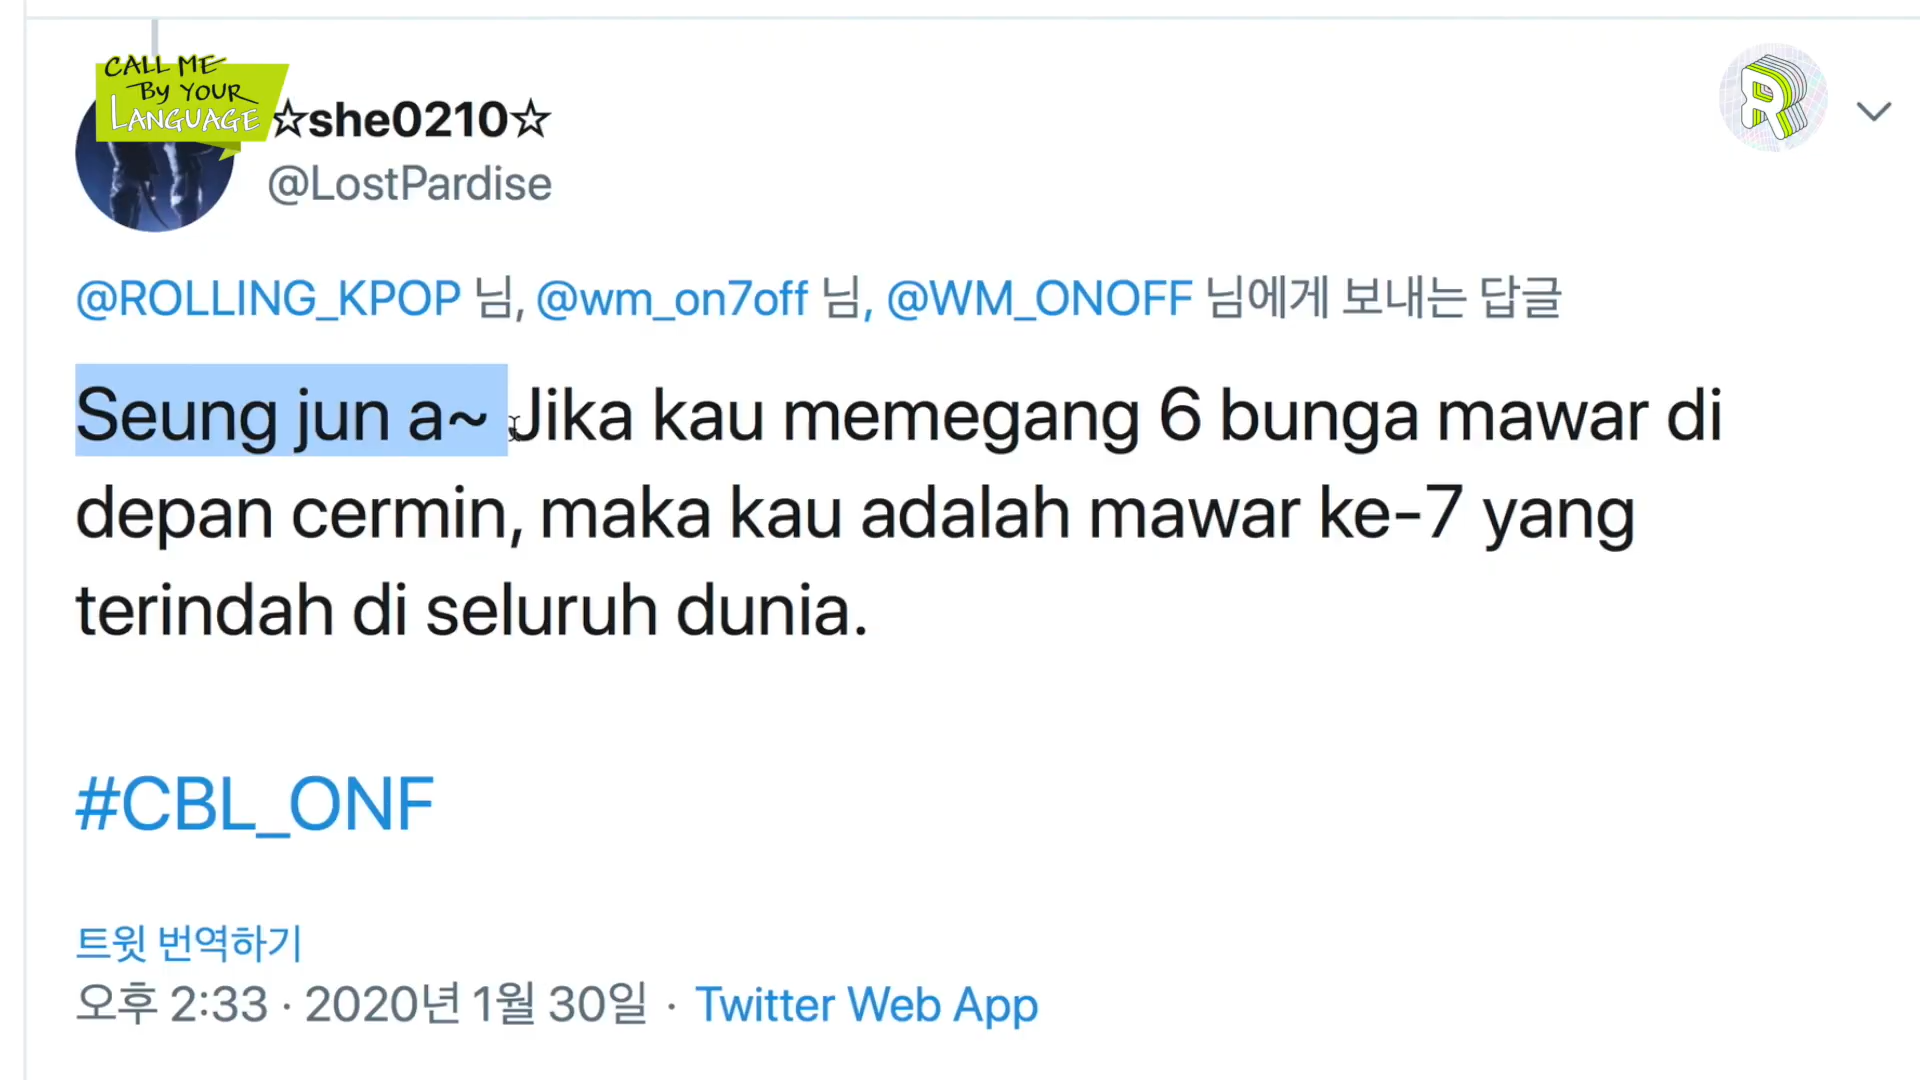 CALL ME
By YOUR
LANGUAGE
☆she0210☆
R
@LostPardise
@ROLLING_KPOP 님, @wm_on7off 님, @WM_ONOFF 님에게 보내는 답글
Seung jun a~ Jika kau memegang 6 bunga mawar di
depan cermin, maka kau adalah mawar ke-7 yang
terindah di seluruh dunia.
#CBL_ONF
트윗 번역하기
오후 2:33 · 2020년 1월 30일 · Twitter Web App